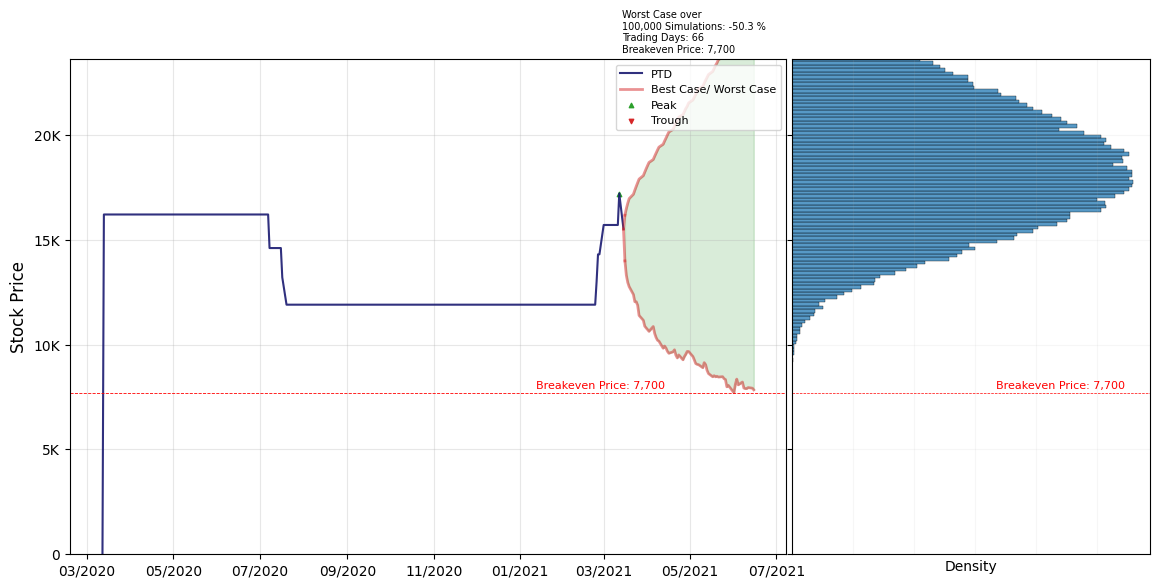 Worst Case over
100,000 Simulations: -50.3 %
Trading Days: 66
Breakeven Price: 7,700
PTD
Best Case/ Worst Case
Peak
Trough
Stock Price
20K
15K
10K
5K
0
Breakeven Price: 7,700
Breakeven Price: 7,700
03/2020 05/2020 07/2020 09/2020 11/2020 01/2021 03/2021 05/2021 07/2021
Density